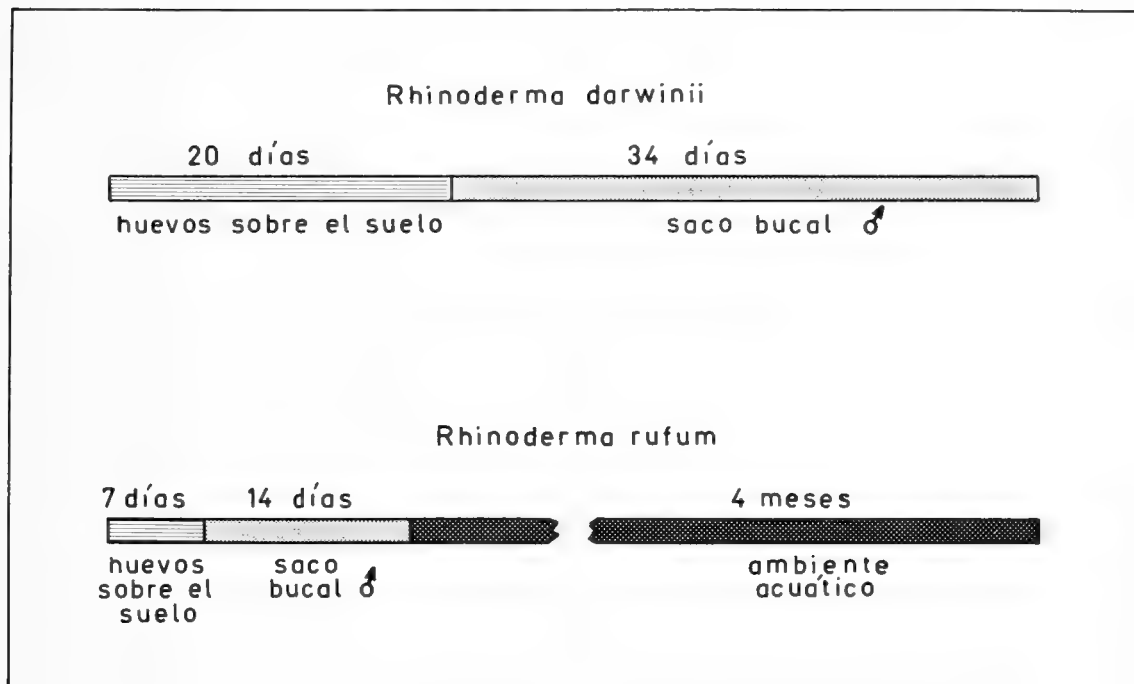 Rhinoderma darwinii
20 días 34 días
huevos sobre el suelo saco bucal ♂
Rhinoderma rufum
7 días 14 días 4 meses
huevos
sobre el
suelo
saco
bucal ♂
ambiente
acuático